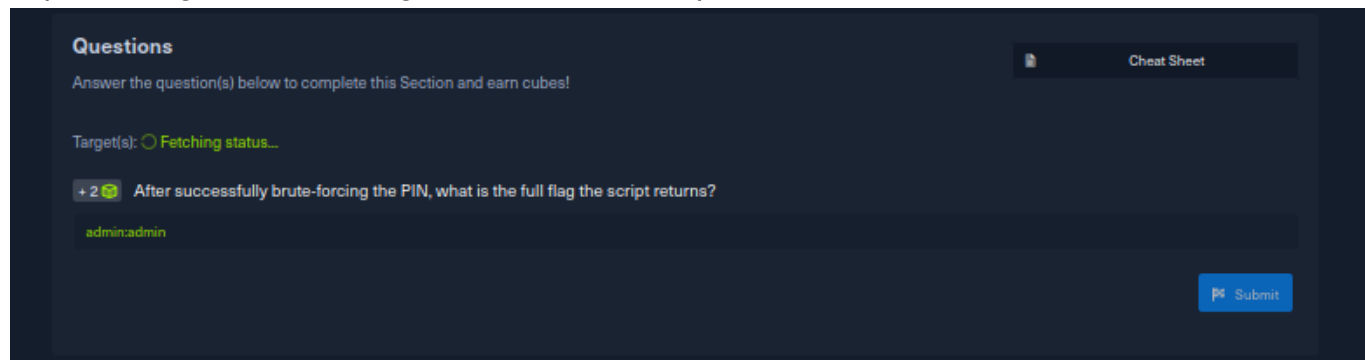 Questions
Cheat Sheet
Answer the question(s) below to complete this Section and earn cubes!
Target(s): Fetching status...
+ 2 After successfully brute-forcing the PIN, what is the full flag the script returns?
admin:admin
Submit